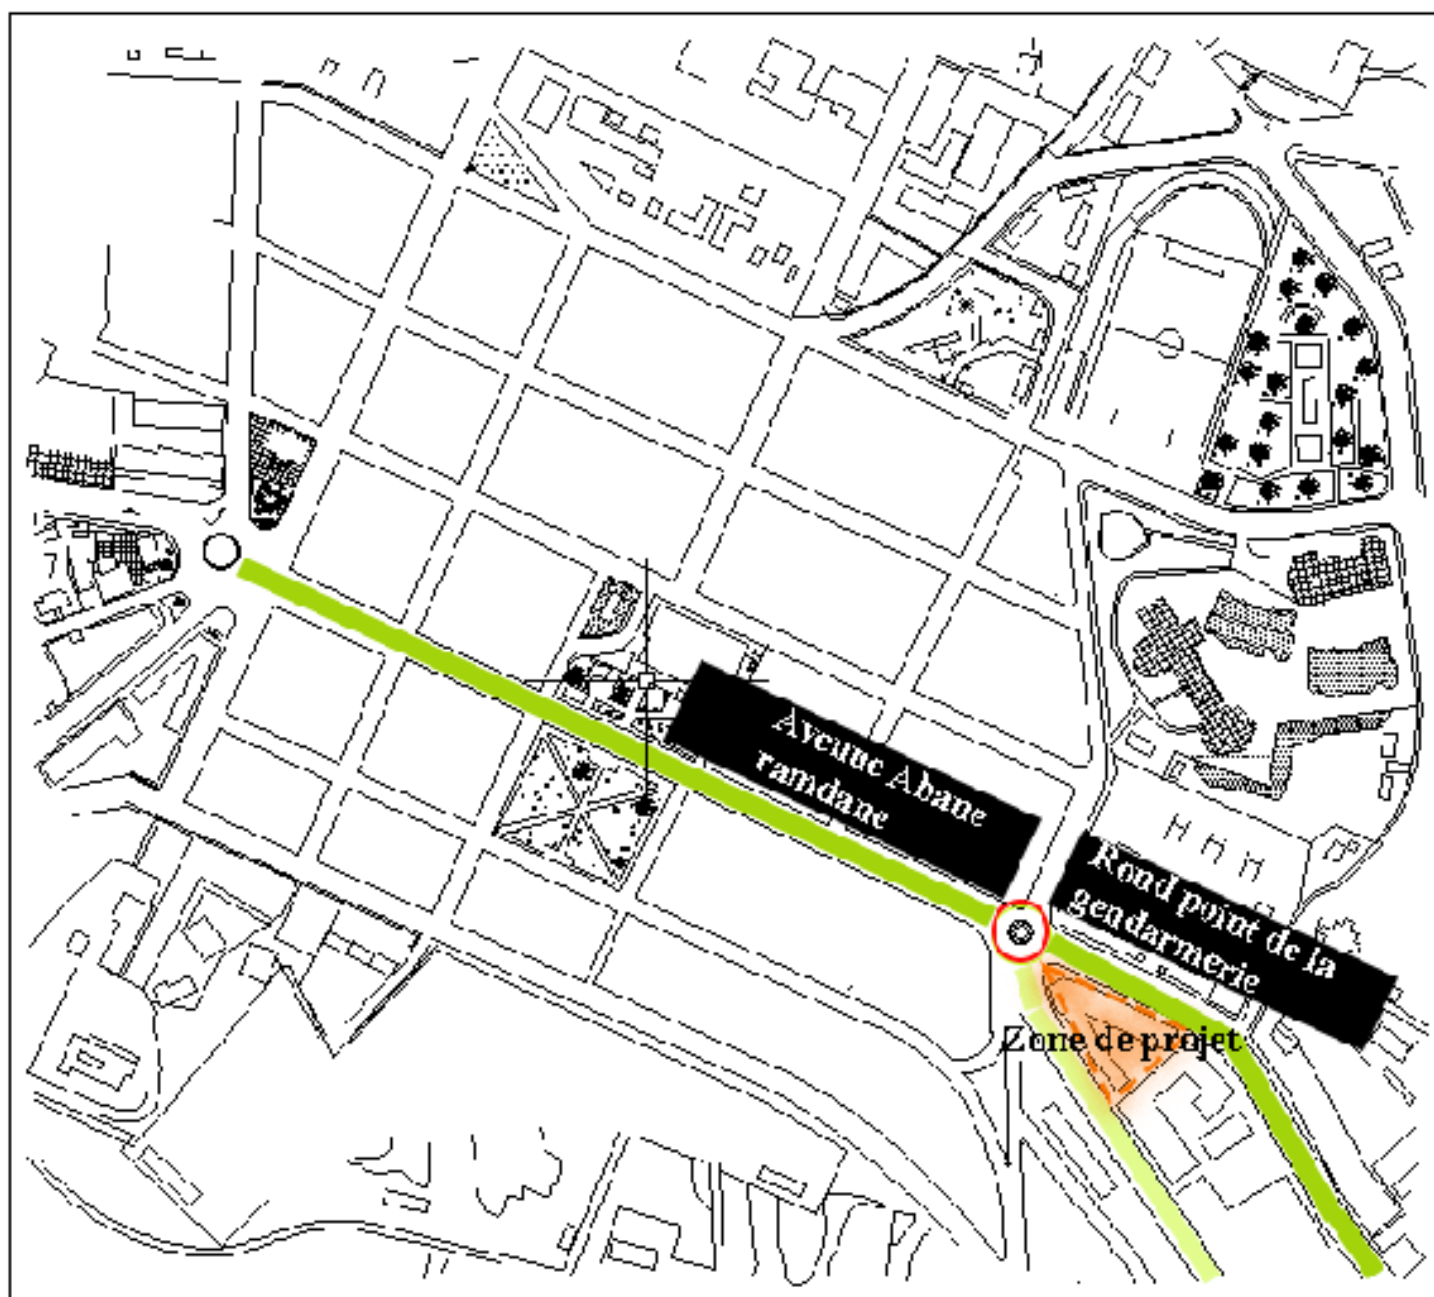 Avenue Abane
ramdane
Rond point de la
gendarmerie
Zone de projet